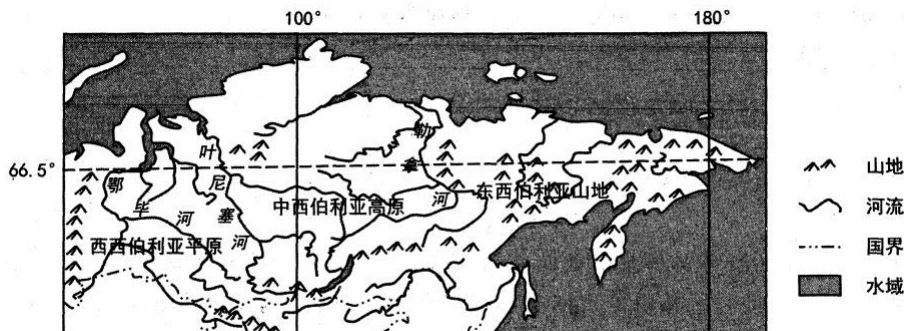 100°
180°
66.5°
鄂
毕
河
叶
尼
塞
河
勒
拿
河
西西伯利亚平原
中西伯利亚高原
东西伯利亚山地
山地
河流
国界
水域